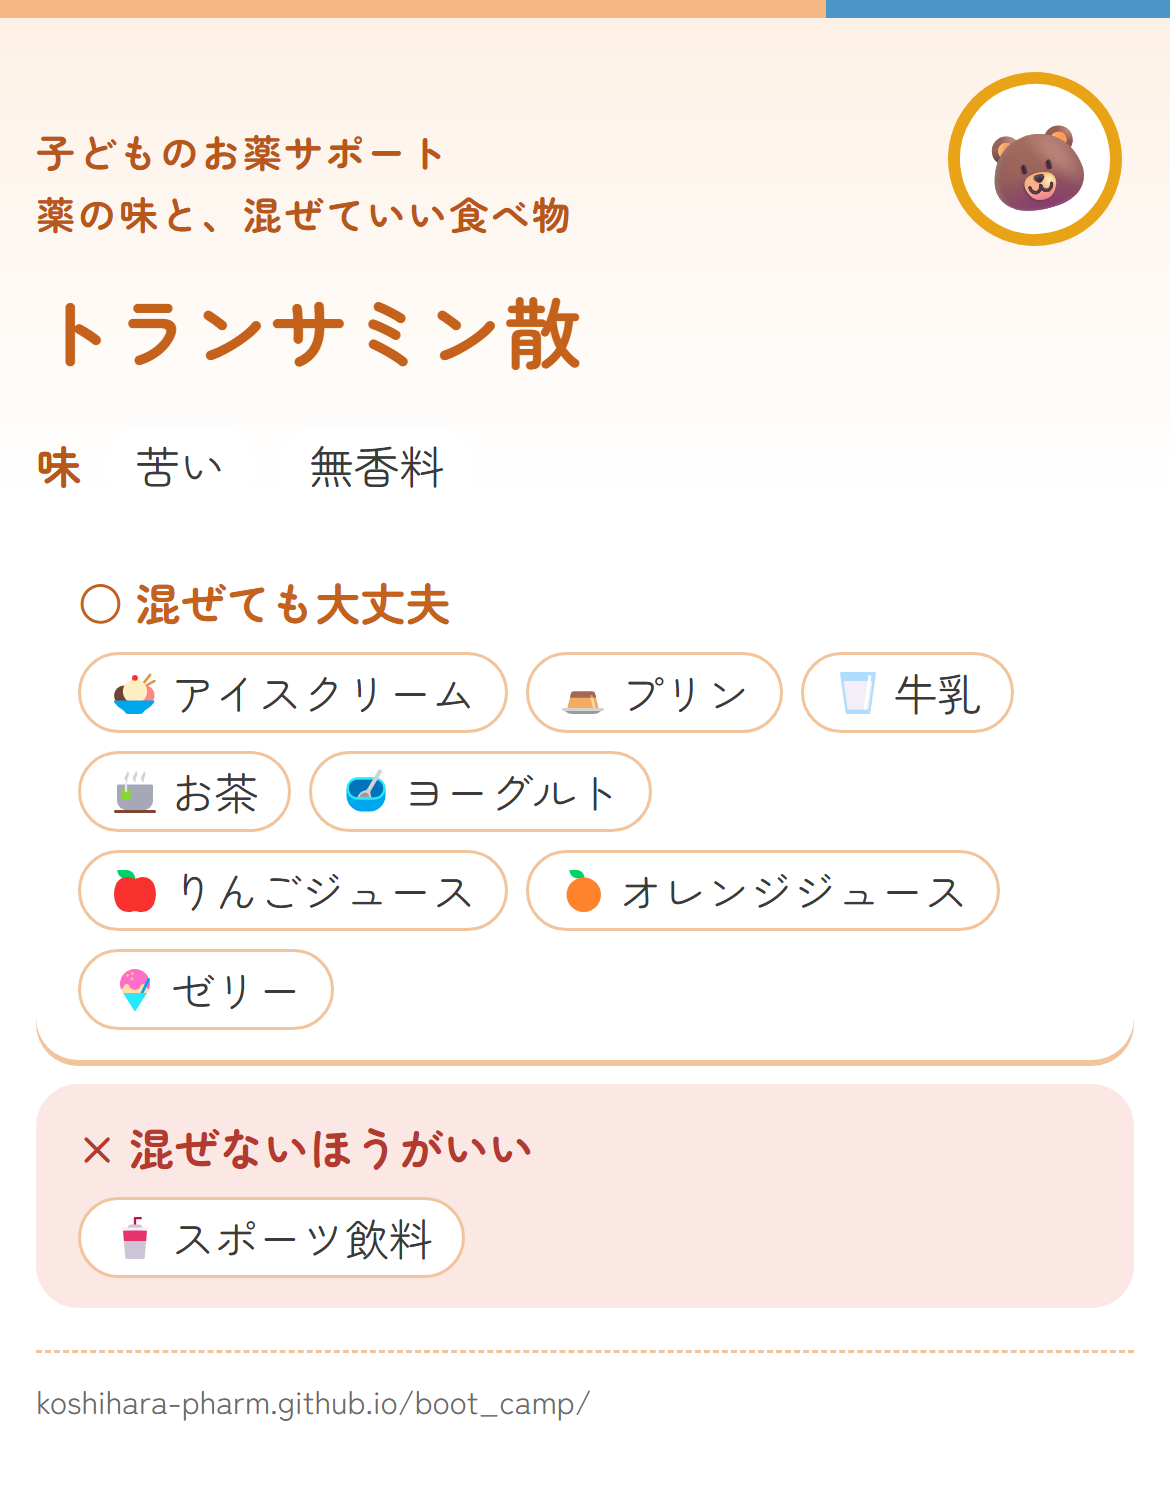 子どものお薬サポート
薬の味と、混ぜていい食べ物
トランサミン散
味 苦い 無香料
○ 混ぜても大丈夫
アイスクリーム プリン 牛乳
お茶 ヨーグルト
りんごジュース オレンジジュース
ゼリー
× 混ぜないほうがいい
スポーツ飲料
koshihara-pharm.github.io/boot_camp/